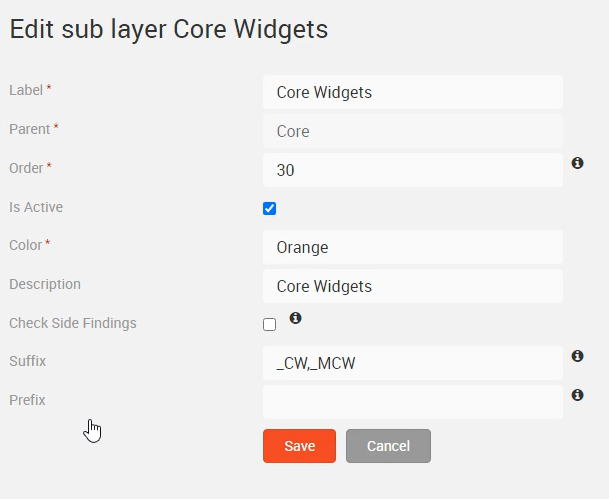 Edit sub layer Core Widgets
Label * Core Widgets
Parent * Core
Order * 30
Is Active
Color * Orange
Description Core Widgets
Check Side Findings
Suffix _CW,_MCW
Prefix
Save Cancel